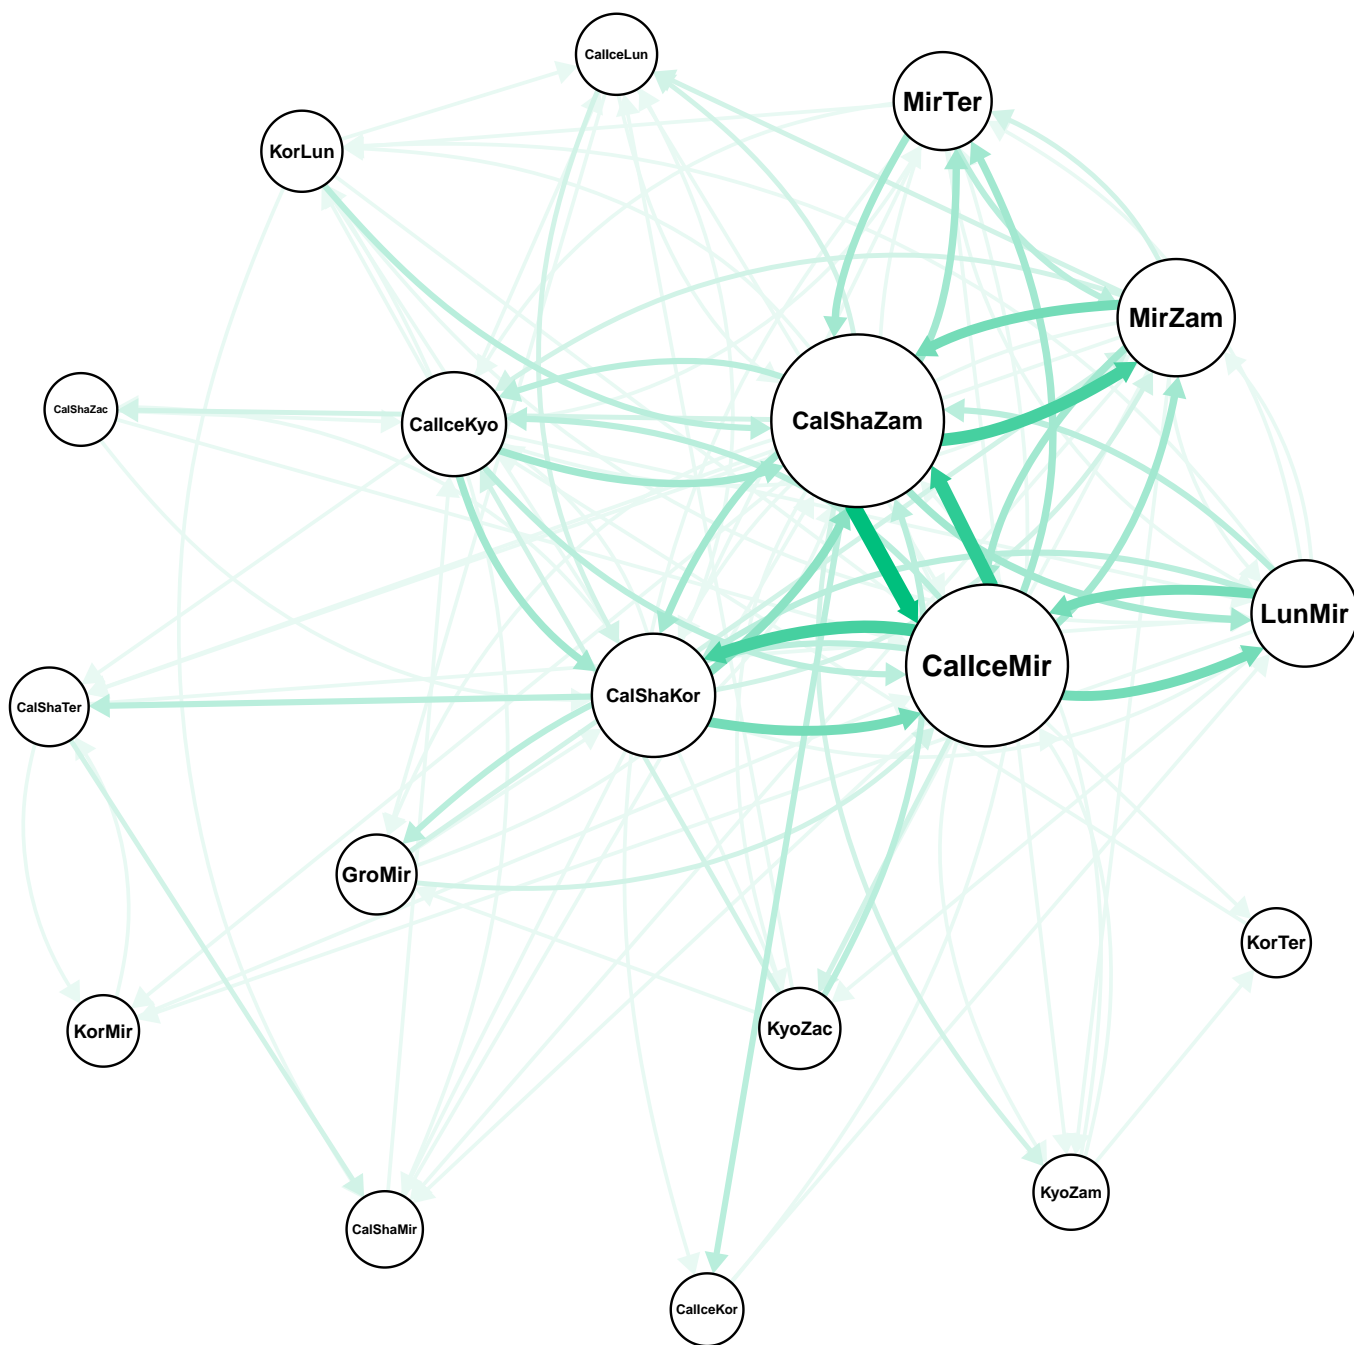 CalIceLun
MirTer
KorLun
MirZam
CalShaZac
CalIceKyo
CalShaZam
LunMir
CalIceMir
CalShaKor
CalShaTer
GroMir
KorTer
KorMir
KyoZac
KyoZam
CalShaMir
CalIceKor